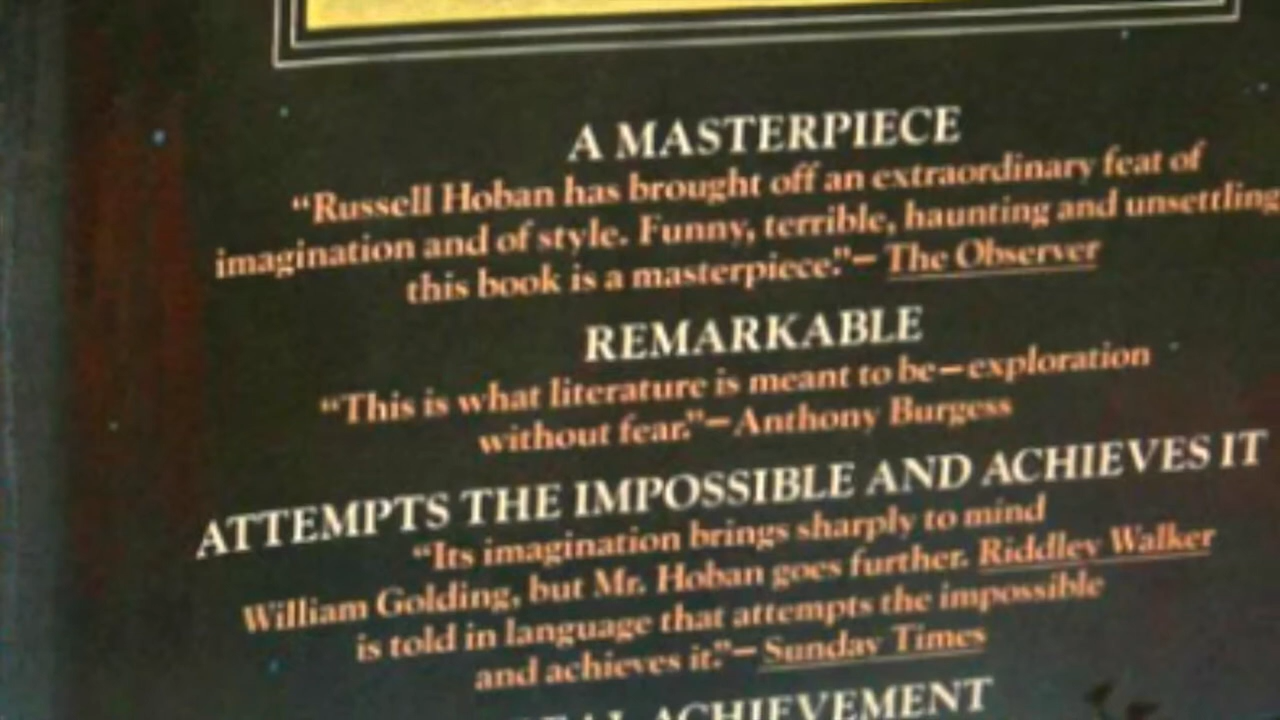 A MASTERPIECE
“Russell Hoban has brought off an extraordinary feat of
imagination and of style. Funny, terrible, haunting and unsettling
this book is a masterpiece.”—The Observer
REMARKABLE
“This is what literature is meant to be—exploration
without fear.”—Anthony Burgess
ATTEMPTS THE IMPOSSIBLE AND ACHIEVES IT
“Its imagination brings sharply to mind
William Golding, but Mr. Hoban goes further. Riddley Walker
is told in language that attempts the impossible
and achieves it.”—Sunday Times
ACHIEVEMENT